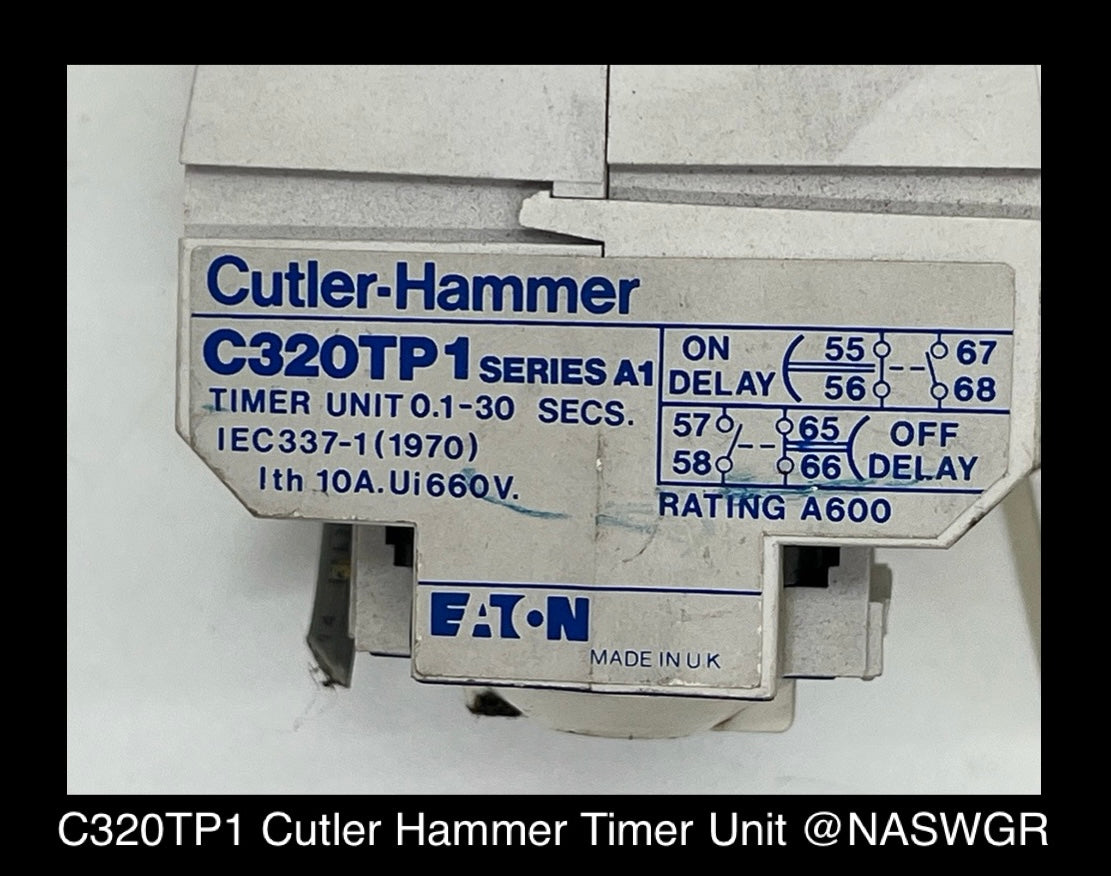 Cutler-Hammer
C320TP1 SERIES A1
TIMER UNIT 0.1-30 SECS.
IEC337-1(1970)
Ith 10A.Ui660V.
ON DELAY
55 67
56 68
57 65
58 66
OFF DELAY
RATING A600
EATON
MADE IN UK
C320TP1 Cutler Hammer Timer Unit @NASWGR